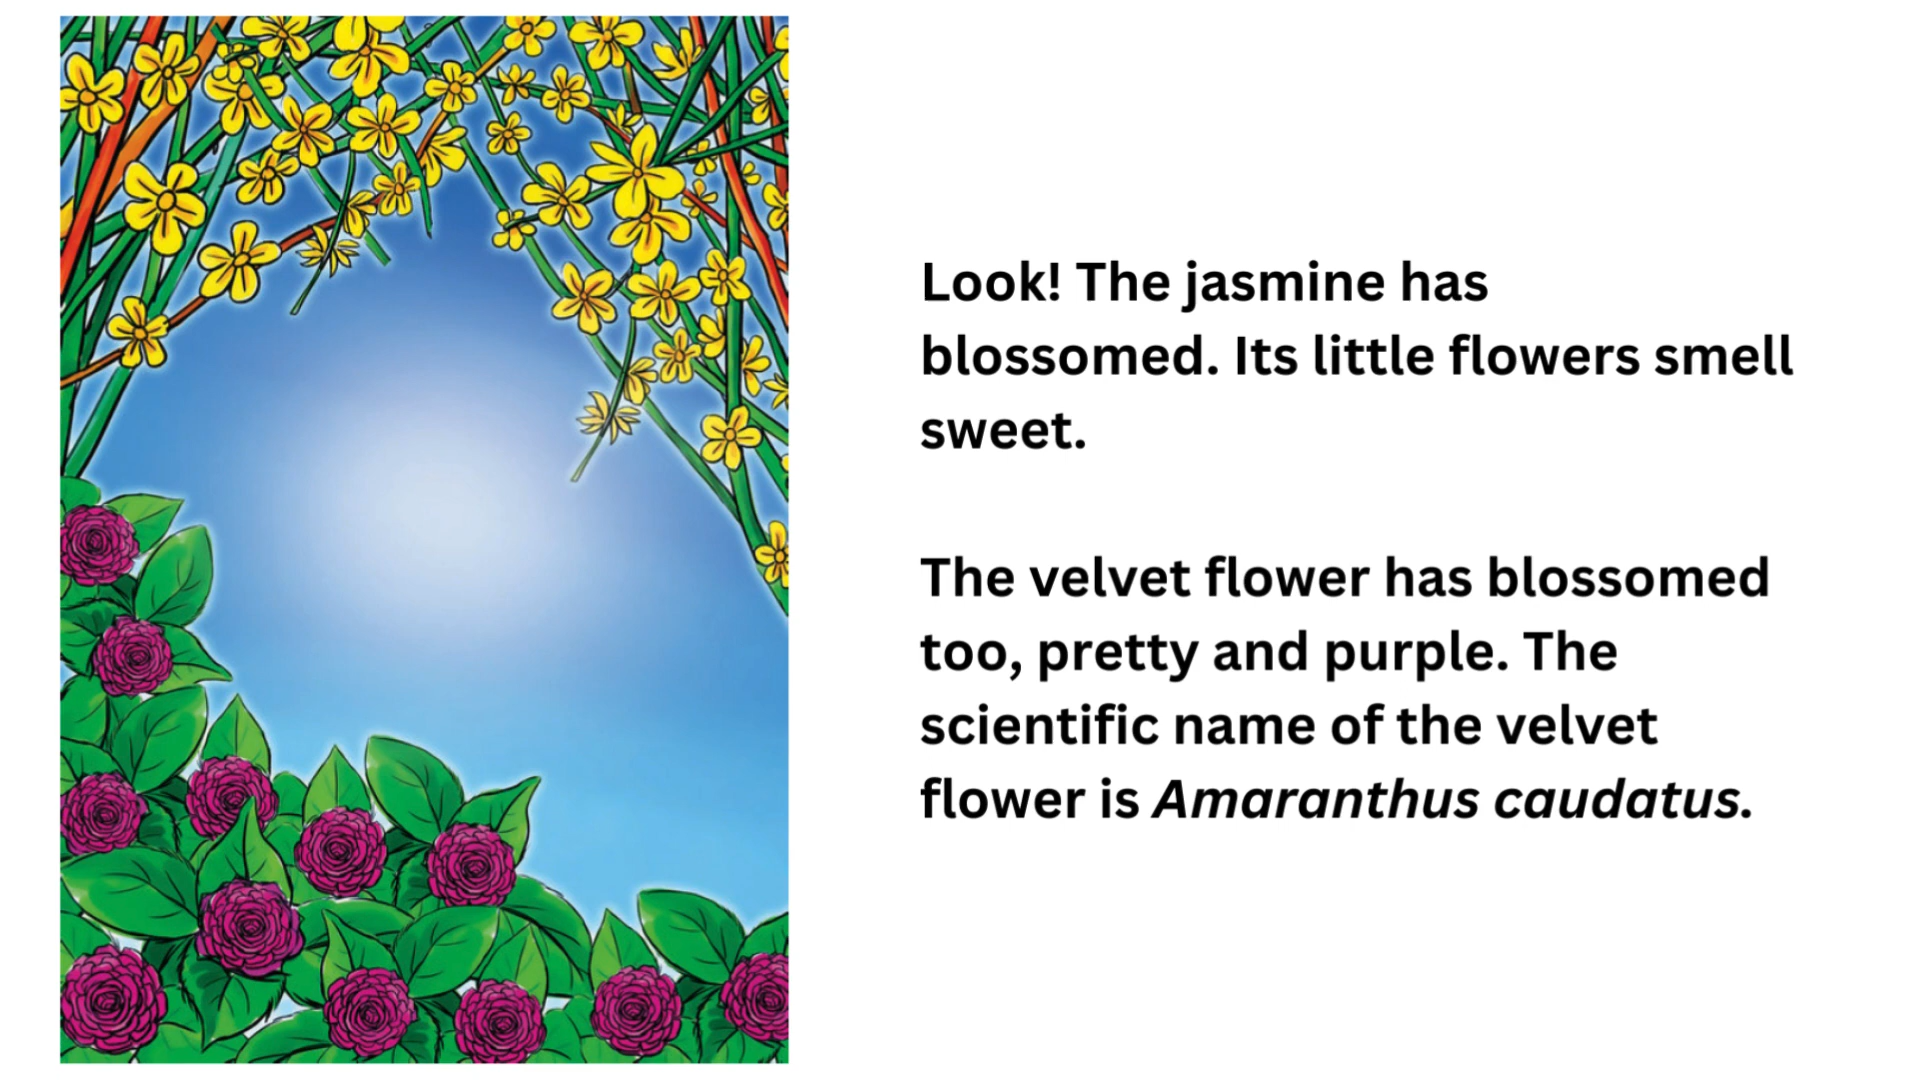 Look! The jasmine has
blossomed. Its little flowers smell
sweet.
The velvet flower has blossomed
too, pretty and purple. The
scientific name of the velvet
flower is Amaranthus caudatus.